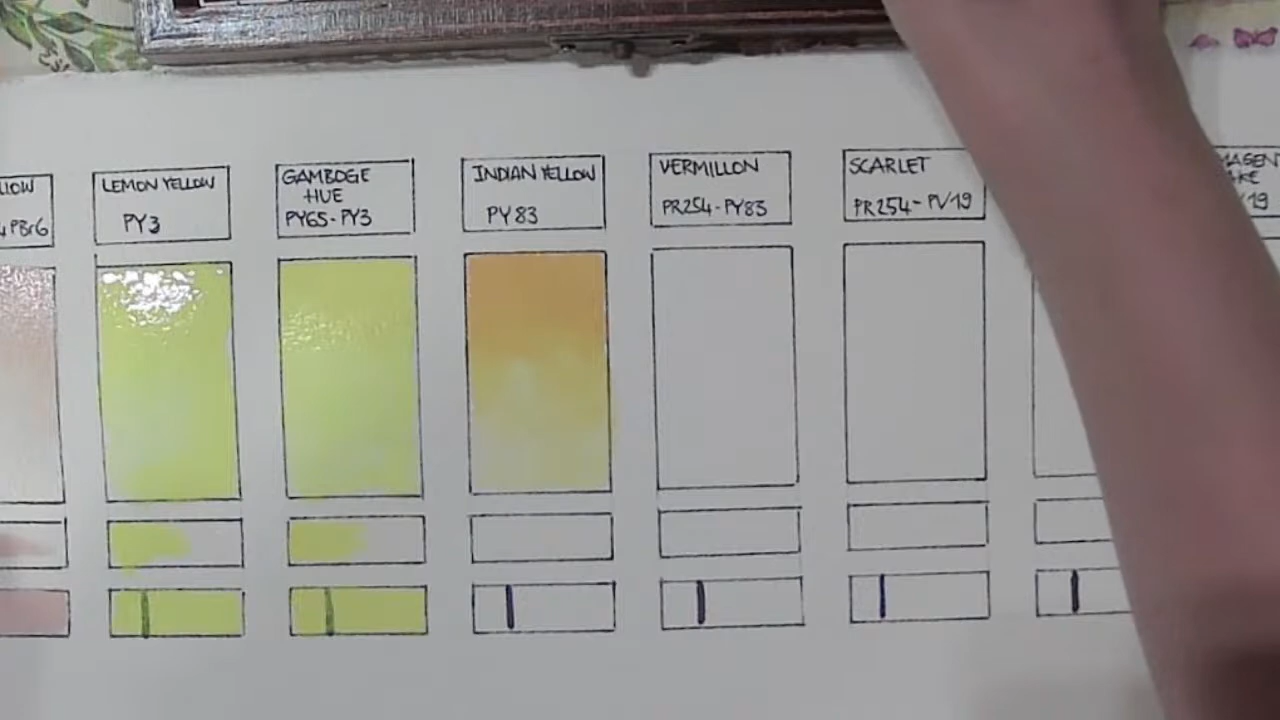 LEMON YELLOW
PY3
GAMBOGE
HUE
PY65-PY3
INDIAN YELLOW
PY 83
VERMILLON
PR254-PY83
SCARLET
PR254-PV19